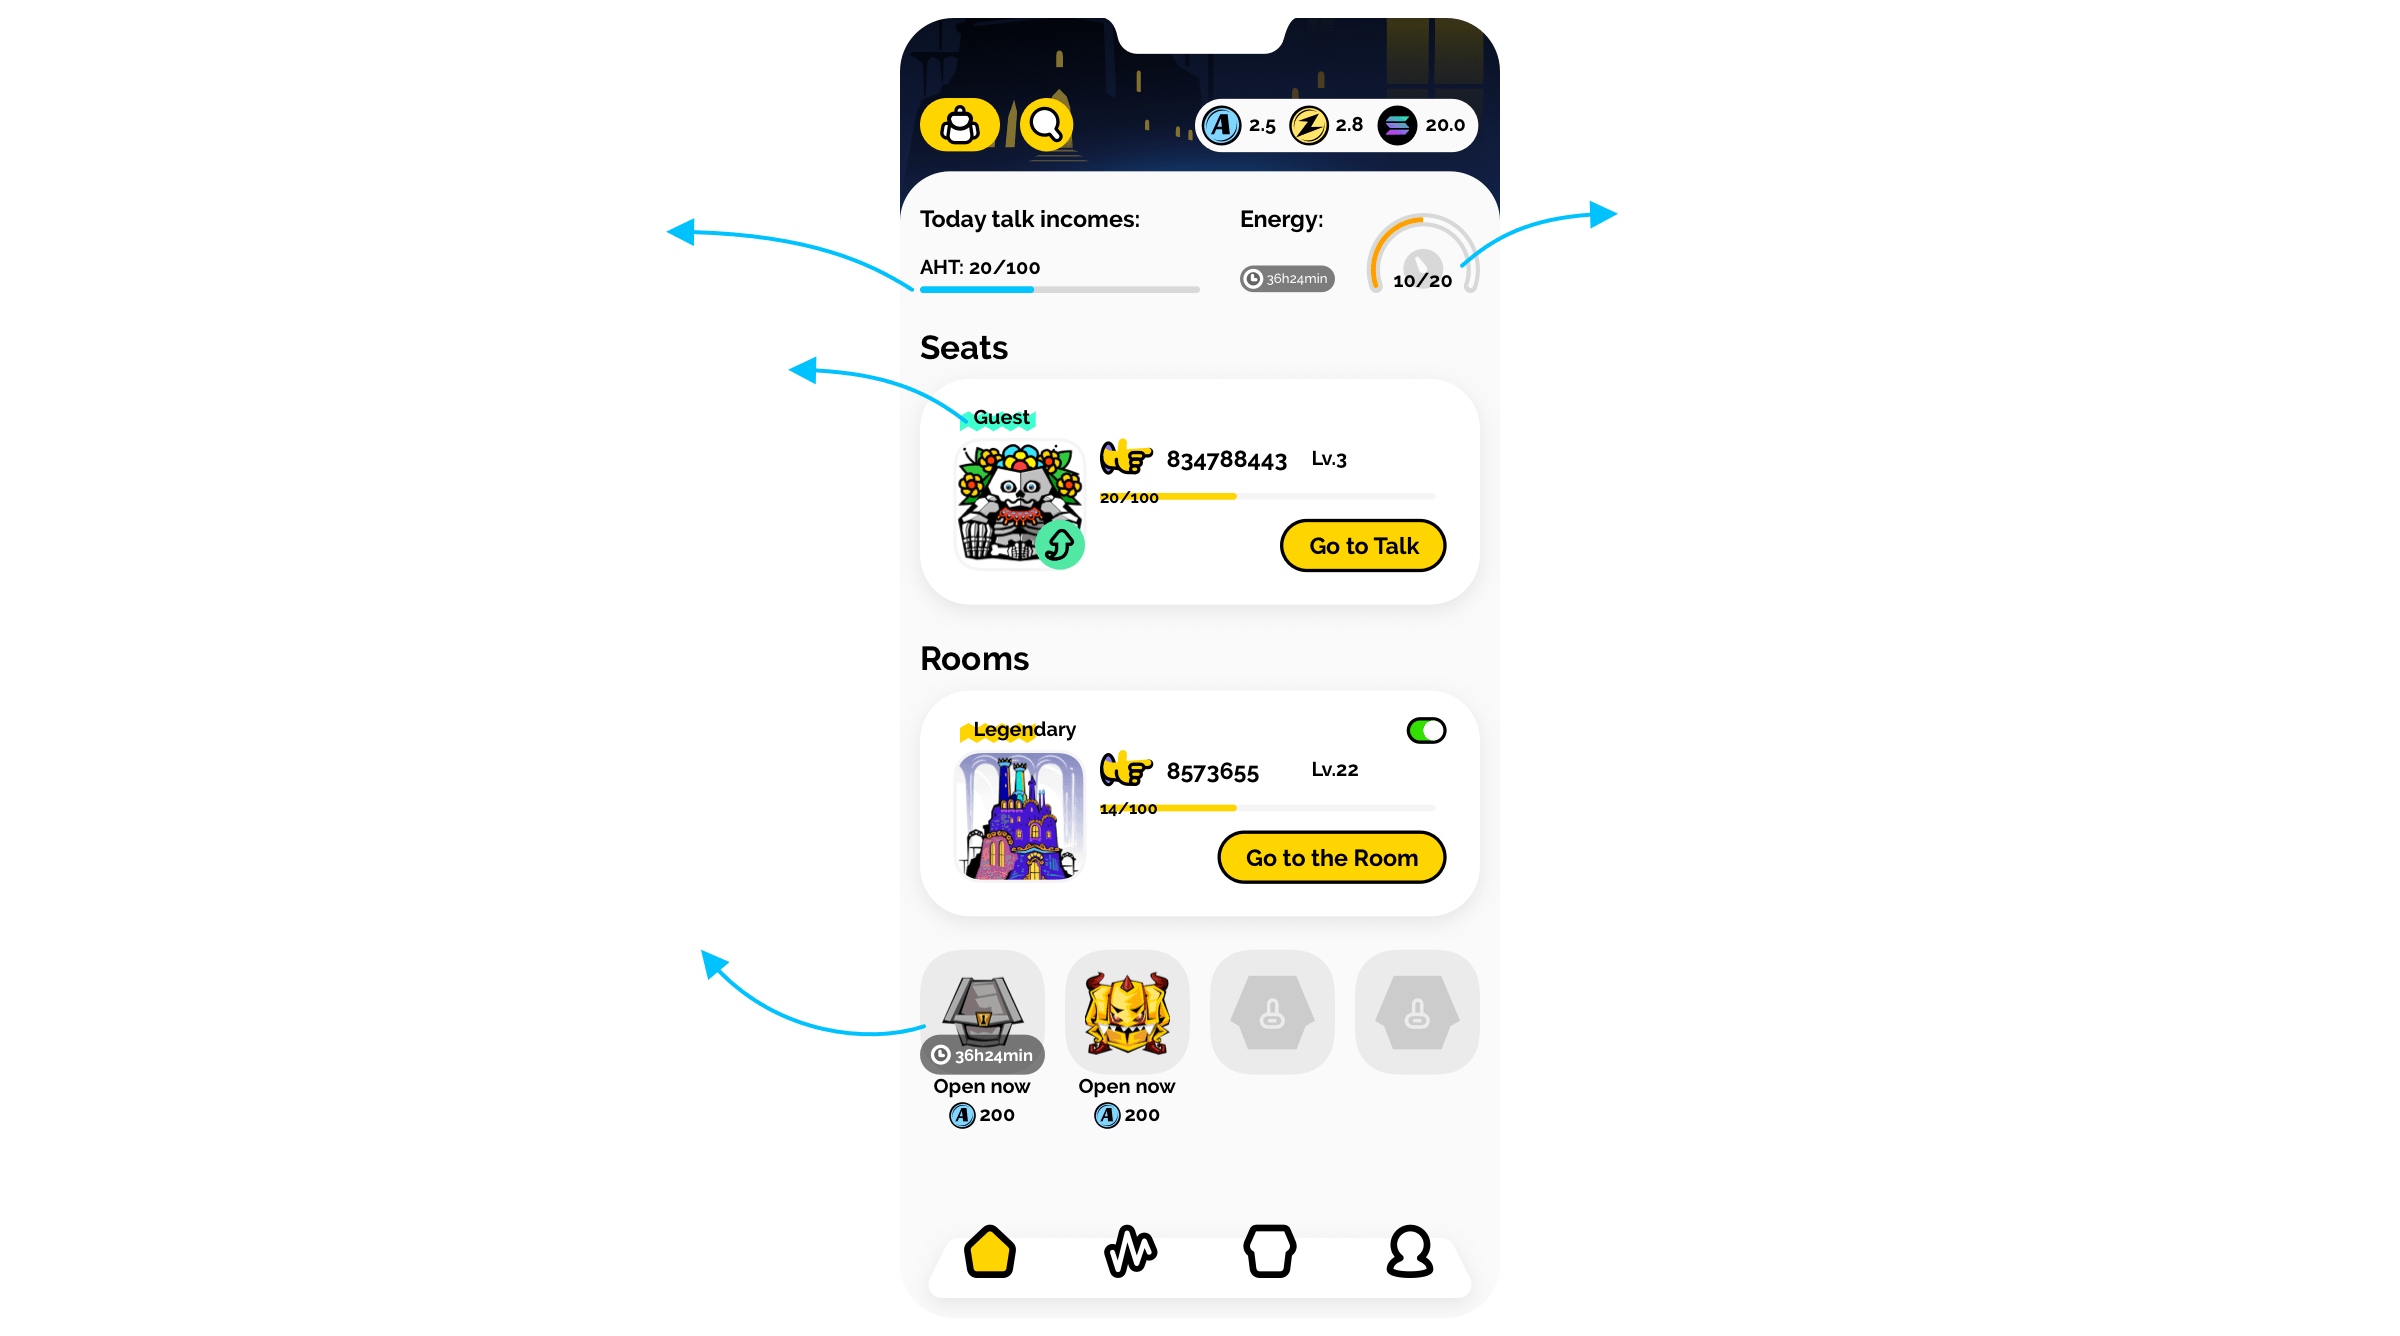 2.5 2.8 20.0
Today talk incomes:
Energy:
AHT: 20/100
36h24min
10/20
Seats
Guest
834788443 Lv.3
20/100
Go to Talk
Rooms
Legendary
8573655 Lv.22
14/100
Go to the Room
36h24min
Open now
200
Open now
200